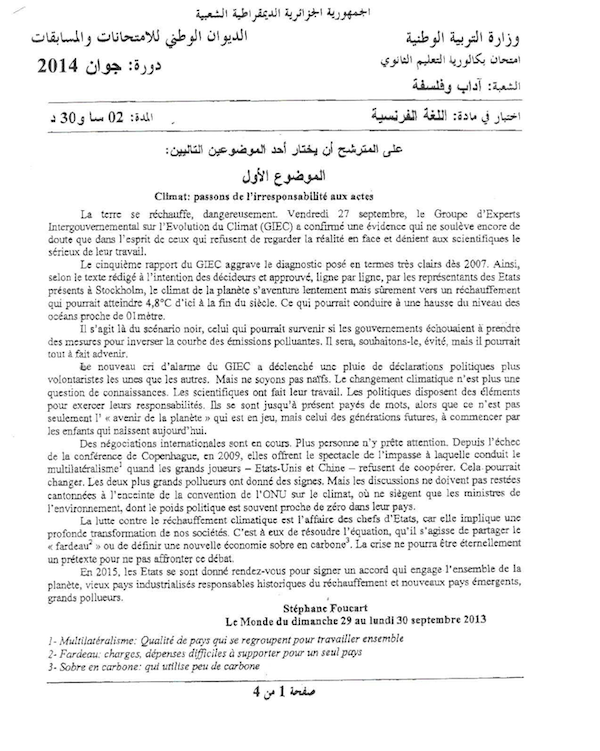 الجمهورية الجزائرية الديمقراطية الشعبية
وزارة التربية الوطنية
الديوان الوطني للامتحانات والمسابقات
امتحان بكالوريا التعليم الثانوي
دورة: جوان 2014
الشعبة: آداب وفلسفة
اختبار في مادة: اللغة الفرنسية
المدة: 02 سا و30 د
على المترشح أن يختار أحد الموضوعين التاليين:
الموضوع الأول
Climat: passons de l'irresponsabilité aux actes
La terre se réchauffe, dangereusement. Vendredi 27 septembre, le Groupe d'Experts
Intergouvernemental sur l'Evolution du Climat (GIEC) a confirmé une évidence qui ne soulève encore de
doute que dans l'esprit de ceux qui refusent de regarder la réalité en face et dénient aux scientifiques le
sérieux de leur travail.
Le cinquième rapport du GIEC aggrave le diagnostic posé en termes très clairs dès 2007. Ainsi,
selon le texte rédigé à l'intention des décideurs et approuvé, ligne par ligne, par les représentants des Etats
présents à Stockholm, le climat de la planète s'aventure lentement mais sûrement vers un réchauffement
qui pourrait atteindre 4,8°C d'ici à la fin du siècle. Ce qui pourrait conduire à une hausse du niveau des
océans proche de 01mètre.
Il s'agit là du scénario noir, celui qui pourrait survenir si les gouvernements échouaient à prendre
des mesures pour inverser la courbe des émissions polluantes. Il sera, souhaitons-le, évité, mais il pourrait
tout à fait advenir.
Le nouveau cri d'alarme du GIEC a déclenché une pluie de déclarations politiques plus
volontaristes les unes que les autres. Mais ne soyons pas naïfs. Le changement climatique n'est plus une
question de connaissances. Les scientifiques ont fait leur travail. Les politiques disposent des éléments
pour exercer leurs responsabilités. Ils se sont jusqu'à présent payés de mots, alors que ce n'est pas
seulement l' « avenir de la planète » qui est en jeu, mais celui des générations futures, à commencer par
les enfants qui naissent aujourd'hui.
Des négociations internationales sont en cours. Plus personne n'y prête attention. Depuis l'échec
de la conférence de Copenhague, en 2009, elles offrent le spectacle de l'impasse à laquelle conduit le
multilatéralisme¹ quand les grands joueurs – Etats-Unis et Chine – refusent de coopérer. Cela pourrait
changer. Les deux plus grands pollueurs ont donné des signes. Mais les discussions ne doivent pas restées
cantonnées à l'enceinte de la convention de l'ONU sur le climat, où ne siègent que les ministres de
l'environnement, dont le poids politique est souvent proche de zéro dans leur pays.
La lutte contre le réchauffement climatique est l'affaire des chefs d'Etats, car elle implique une
profonde transformation de nos sociétés. C'est à eux de résoudre l'équation, qu'il s'agisse de partager le
« fardeau² » ou de définir une nouvelle économie sobre en carbone³. La crise ne pourra être éternellement
un prétexte pour ne pas affronter ce débat.
En 2015, les Etats se sont donné rendez-vous pour signer un accord qui engage l'ensemble de la
planète, vieux pays industrialisés responsables historiques du réchauffement et nouveaux pays émergents,
grands pollueurs.
Stéphane Foucart
Le Monde du dimanche 29 au lundi 30 septembre 2013
1- Multilatéralisme: Qualité de pays qui se regroupent pour travailler ensemble
2- Fardeau: charges, dépenses difficiles à supporter pour un seul pays
3- Sobre en carbone: qui utilise peu de carbone
صفحة 1 من 4